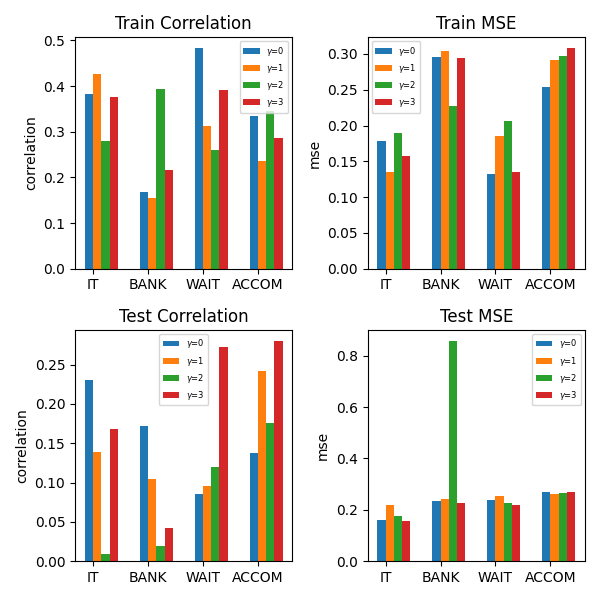 Train Correlation
correlation
0.5
0.4
0.3
0.2
0.1
0.0
γ=0
γ=1
γ=2
γ=3
IT BANK WAIT ACCOM
Train MSE
mse
0.30
0.25
0.20
0.15
0.10
0.05
0.00
γ=0
γ=1
γ=2
γ=3
IT BANK WAIT ACCOM
Test Correlation
correlation
0.25
0.20
0.15
0.10
0.05
0.00
γ=0
γ=1
γ=2
γ=3
IT BANK WAIT ACCOM
Test MSE
mse
0.8
0.6
0.4
0.2
0.0
γ=0
γ=1
γ=2
γ=3
IT BANK WAIT ACCOM